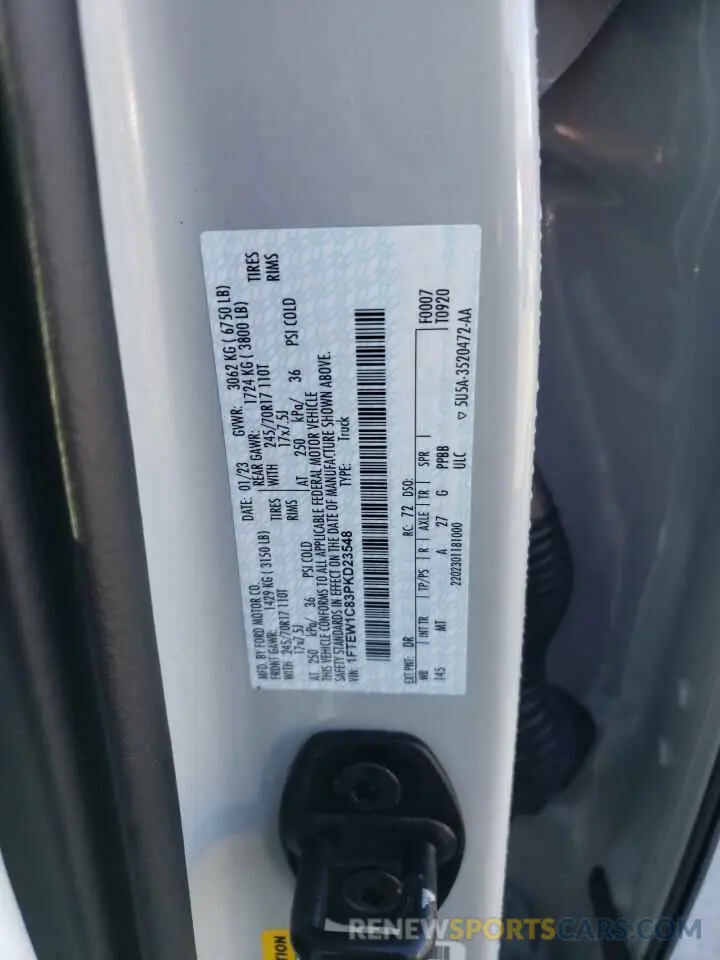 MFD. BY FORD MOTOR CO. DATE: 01/23 GVWR: 3062 KG ( 6750 LB)
FRONT GAWR: 1429 KG ( 3150 LB) REAR GAWR: 1724 KG ( 3800 LB)
WITH 245/70R17 110T TIRES WITH 245/70R17 110T TIRES
17x7.5J RIMS 17x7.5J RIMS
AT 250 kPa/ 36 PSI COLD AT 250 kPa/ 36 PSI COLD
THIS VEHICLE CONFORMS TO ALL APPLICABLE FEDERAL MOTOR VEHICLE
SAFETY STANDARDS IN EFFECT ON THE DATE OF MANUFACTURE SHOWN ABOVE.
VIN: 1FTEW1C83PKD23548 TYPE: Truck
EXT PNT: DR RC: 72 DSO: F0007
WB INT TR TP/PS R AXLE TR SPR T0920
145 MT A 27 G PPBB
2202301181000 ULC ▽ 5U5A-3520472-AA
RENEWSPORTSCARS.COM